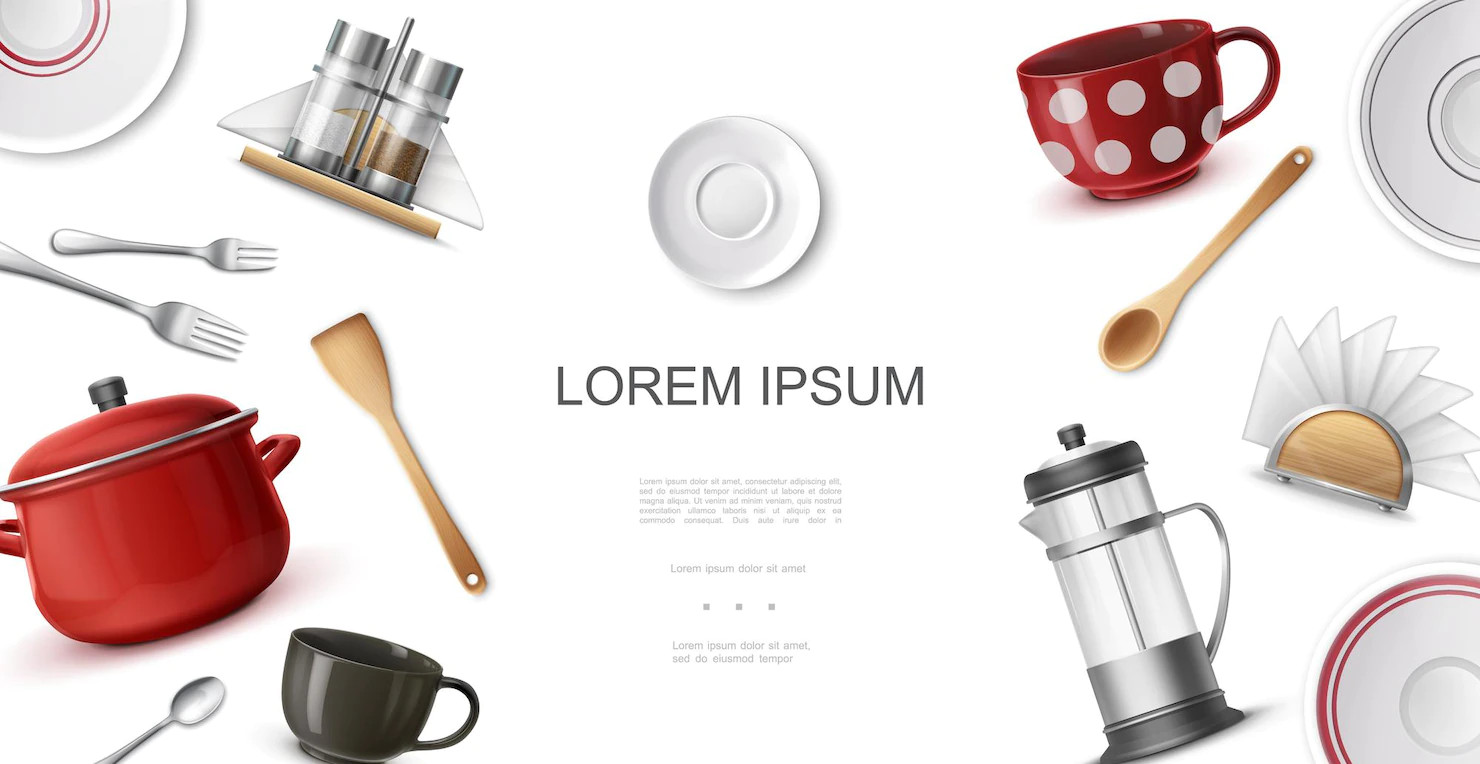 LOREM IPSUM
Lorem ipsum dolor sit amet, consectetur adipiscing elit,
sed do eiusmod tempor incididunt ut labore et dolore
magna aliqua. Ut enim ad minim veniam, quis nostrud
exercitation ullamco laboris nisi ut aliquip ex ea
commodo consequat. Duis aute irure dolor in
Lorem ipsum dolor sit amet
Lorem ipsum dolor sit amet,
sed do eiusmod tempor